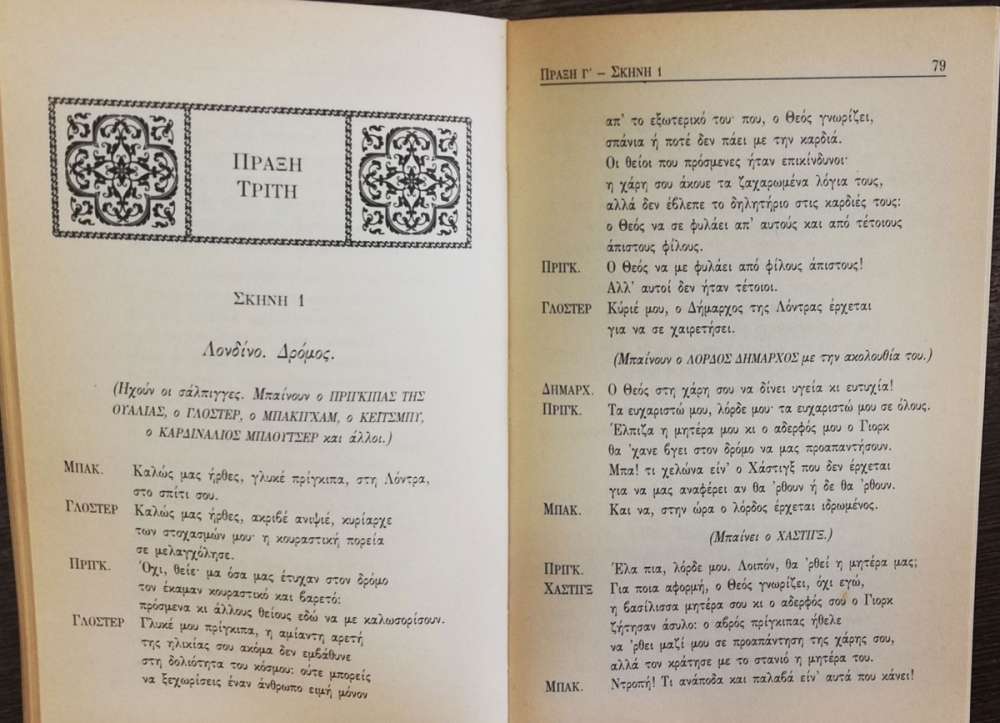 ΠΡΑΞΗ
ΤΡΙΤΗ
ΣΚΗΝΗ 1
Λονδίνο. Δρόμος.
(Ηχούν οι σάλπιγγες. Μπαίνουν ο ΠΡΙΓΚΙΠΑΣ ΤΗΣ
ΟΥΑΛΙΑΣ, ο ΓΛΟΣΤΕΡ, ο ΜΠΑΚΙΓΧΑΜ, ο ΚΕΪΤΣΜΠΥ,
ο ΚΑΡΔΙΝΑΛΙΟΣ ΜΠΑΟΥΤΣΕΡ και άλλοι.)
ΜΠΑΚ. Καλώς μας ήρθες, γλυκέ πρίγκιπα, στη Λόντρα,
στο σπίτι σου.
ΓΛΟΣΤΕΡ Καλώς μας ήρθες, ακριβέ ανιψιέ, κυρίαρχε
των στοχασμών μου· η κουραστική πορεία
σε μελαγχόλησε.
ΠΡΙΓΚ. Όχι, θείε· μα όσα μας έτυχαν στον δρόμο
τον έκαμαν κουραστικό και βαρετό:
πρόσμενα κι άλλους θείους εδώ να με καλωσορίσουν.
ΓΛΟΣΤΕΡ Γλυκέ μου πρίγκιπα, η αμίαντη αρετή
της ηλικίας σου ακόμα δεν εμβάθυνε
στη δολιότητα του κόσμου: ούτε μπορείς
να ξεχωρίσεις έναν άνθρωπο ειμή μόνον
ΠΡΑΞΗ Γ' – ΣΚΗΝΗ 1 79
απ' το εξωτερικό του· που, ο Θεός γνωρίζει,
σπάνια ή ποτέ δεν πάει με την καρδιά.
Οι θείοι που πρόσμενες ήταν επικίνδυνοι·
η χάρη σου άκουε τα ζαχαρωμένα λόγια τους,
αλλά δεν έβλεπε το δηλητήριο στις καρδιές τους:
ο Θεός να σε φυλάει απ' αυτούς και από τέτοιους
άπιστους φίλους.
ΠΡΙΓΚ. Ο Θεός να με φυλάει από φίλους άπιστους!
Αλλ' αυτοί δεν ήταν τέτοιοι.
ΓΛΟΣΤΕΡ Κύριέ μου, ο Δήμαρχος της Λόντρας έρχεται
για να σε χαιρετήσει.
(Μπαίνουν ο ΛΟΡΔΟΣ ΔΗΜΑΡΧΟΣ με την ακολουθία του.)
ΔΗΜΑΡΧ. Ο Θεός στη χάρη σου να δίνει υγεία κι ευτυχία!
ΠΡΙΓΚ. Τα ευχαριστώ μου, λόρδε μου· τα ευχαριστώ μου σε όλους.
Έλπιζα η μητέρα μου κι ο αδερφός μου ο Γιορκ
θα 'χανε βγει στον δρόμο να μας προαπαντήσουν.
Μπα! τι χελώνα είν' ο Χάστιγξ που δεν έρχεται
για να μας αναφέρει αν θα 'ρθουν ή δε θα 'ρθουν.
ΜΠΑΚ. Και να, στην ώρα ο λόρδος έρχεται ιδρωμένος.
(Μπαίνει ο ΧΑΣΤΙΓΞ.)
ΠΡΙΓΚ. Έλα πια, λόρδε μου. Λοιπόν, θα 'ρθεί η μητέρα μας;
ΧΑΣΤΙΓΞ Για ποια αφορμή, ο Θεός γνωρίζει, όχι εγώ,
η βασίλισσα μητέρα σου κι ο αδερφός σου ο Γιορκ
ζήτησαν άσυλο: ο αβρός πρίγκιπας ήθελε
να 'ρθει μαζί μου σε προαπάντηση της χάρης σου,
αλλά τον κράτησε με το στανιό η μητέρα του.
ΜΠΑΚ. Ντροπή! Τι ανάποδα και παλαβά είν' αυτά που κάνει!